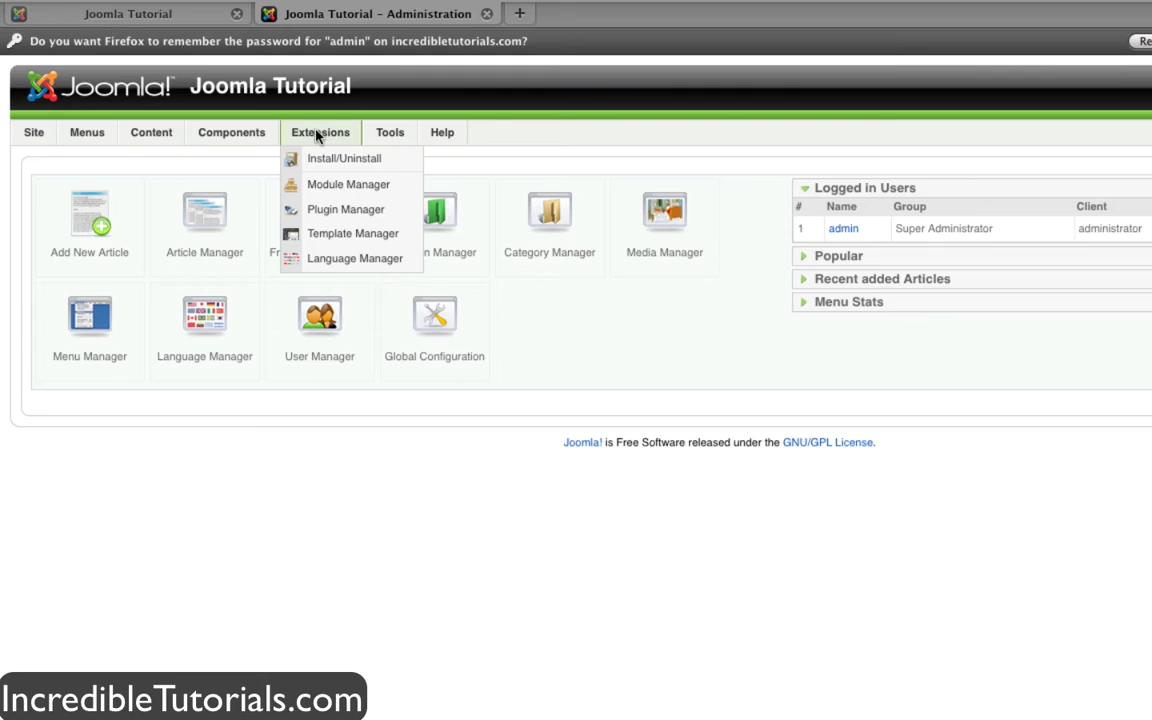 Joomla Tutorial
Joomla Tutorial - Administration
Do you want Firefox to remember the password for "admin" on incredibletutorials.com?
Re
Joomla! Joomla Tutorial
Site Menus Content Components Extensions Tools Help
Install/Uninstall
Module Manager
Plugin Manager
Template Manager
Language Manager
Add New Article
Article Manager
Category Manager
Media Manager
Menu Manager
Language Manager
User Manager
Global Configuration
Logged in Users
# Name Group Client
1 admin Super Administrator administrator
Popular
Recent added Articles
Menu Stats
Joomla! is Free Software released under the GNU/GPL License.
IncredibleTutorials.com